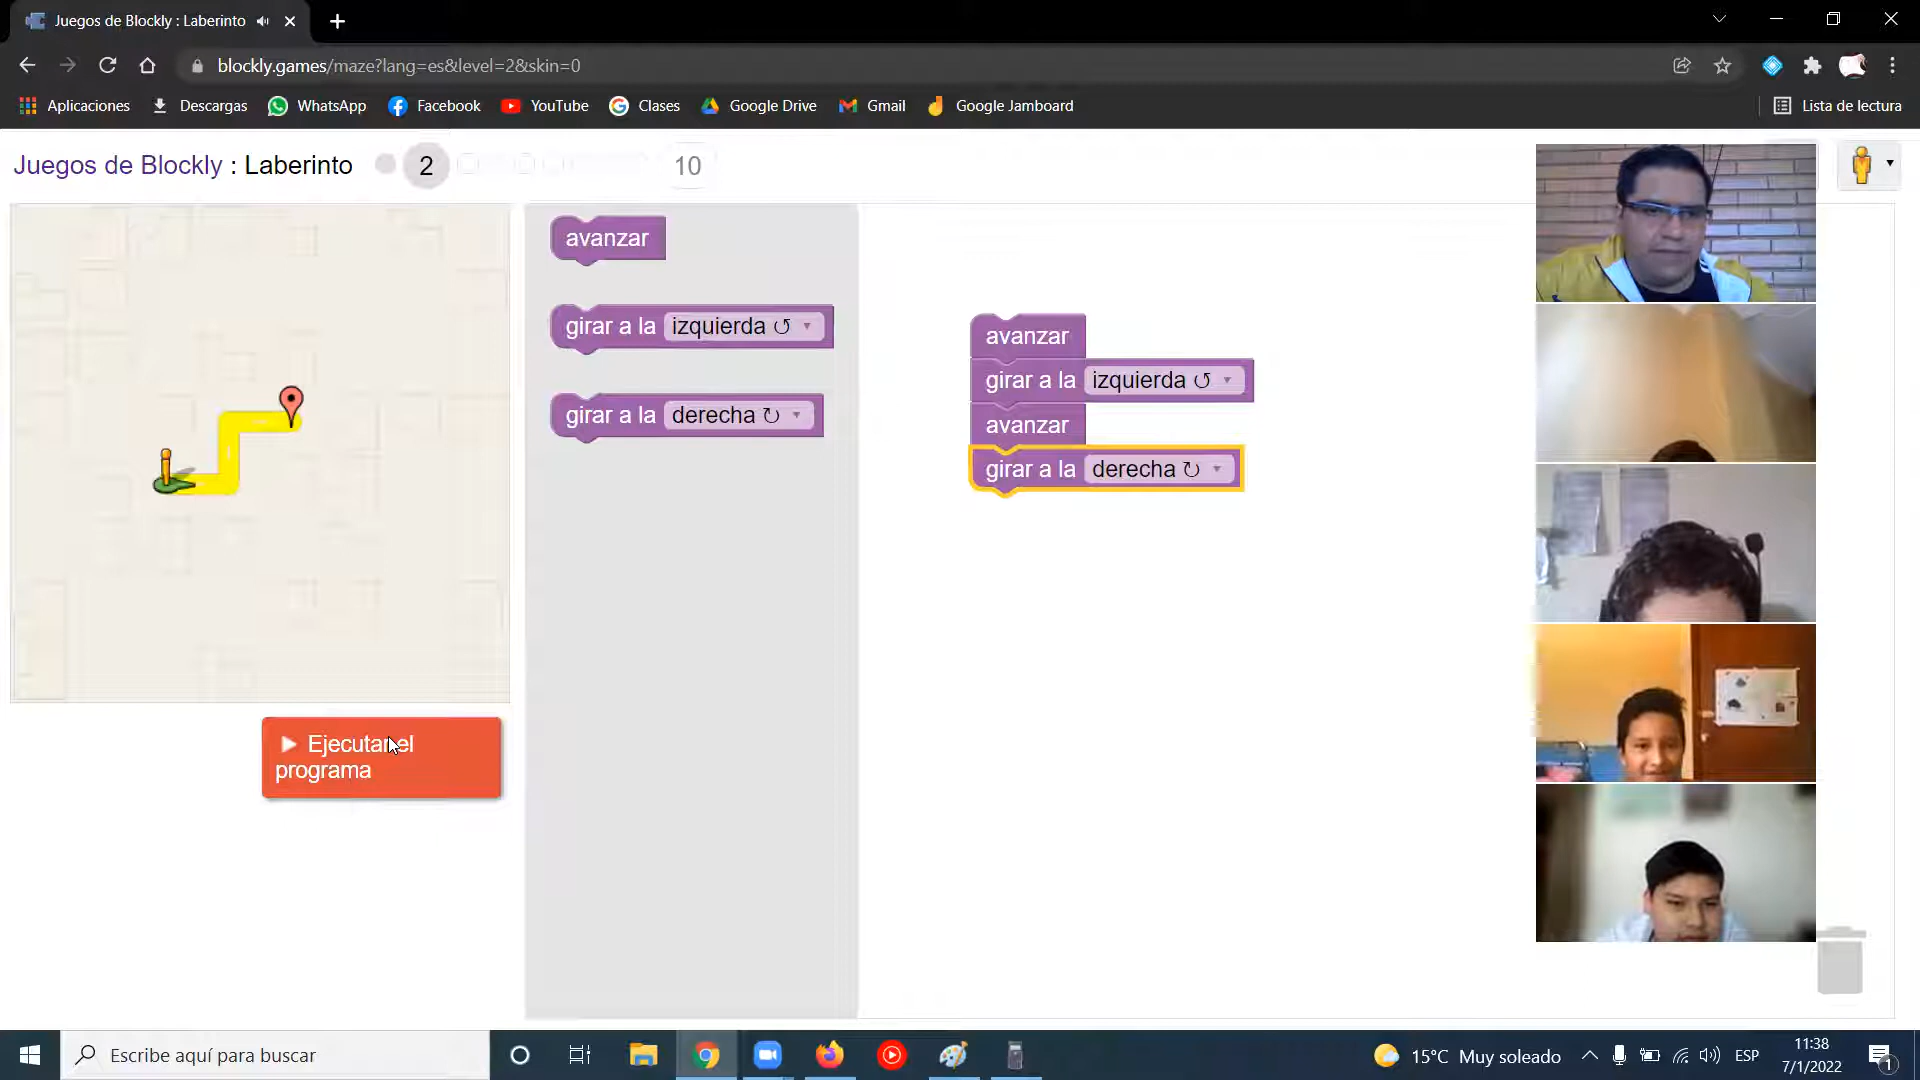 Juegos de Blockly : Laberinto
blockly.games/maze?lang=es&level=2&skin=0
Aplicaciones Descargas WhatsApp Facebook YouTube Clases Google Drive Gmail Google Jamboard Lista de lectura
Juegos de Blockly : Laberinto 2 10
avanzar
girar a la izquierda ↺ ▾
girar a la derecha ↻ ▾
avanzar
girar a la izquierda ↺ ▾
avanzar
girar a la derecha ↻ ▾
Ejecutar el
programa
Escribe aquí para buscar
15°C Muy soleado
ESP
11:38
7/1/2022
1